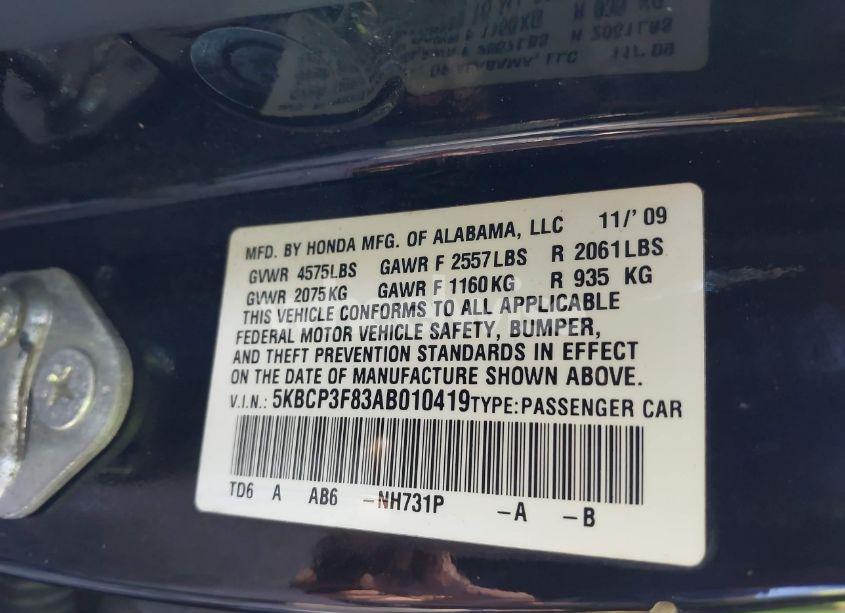 MFD. BY HONDA MFG. OF ALABAMA, LLC 11/'09
GVWR 4575LBS GAWR F 2557LBS R 2061LBS
GVWR 2075KG GAWR F 1160KG R 935 KG
THIS VEHICLE CONFORMS TO ALL APPLICABLE
FEDERAL MOTOR VEHICLE SAFETY, BUMPER,
AND THEFT PREVENTION STANDARDS IN EFFECT
ON THE DATE OF MANUFACTURE SHOWN ABOVE.
V.I.N.: 5KBCP3F83AB010419 TYPE:PASSENGER CAR
TD6 A AB6 -NH731P -A -B